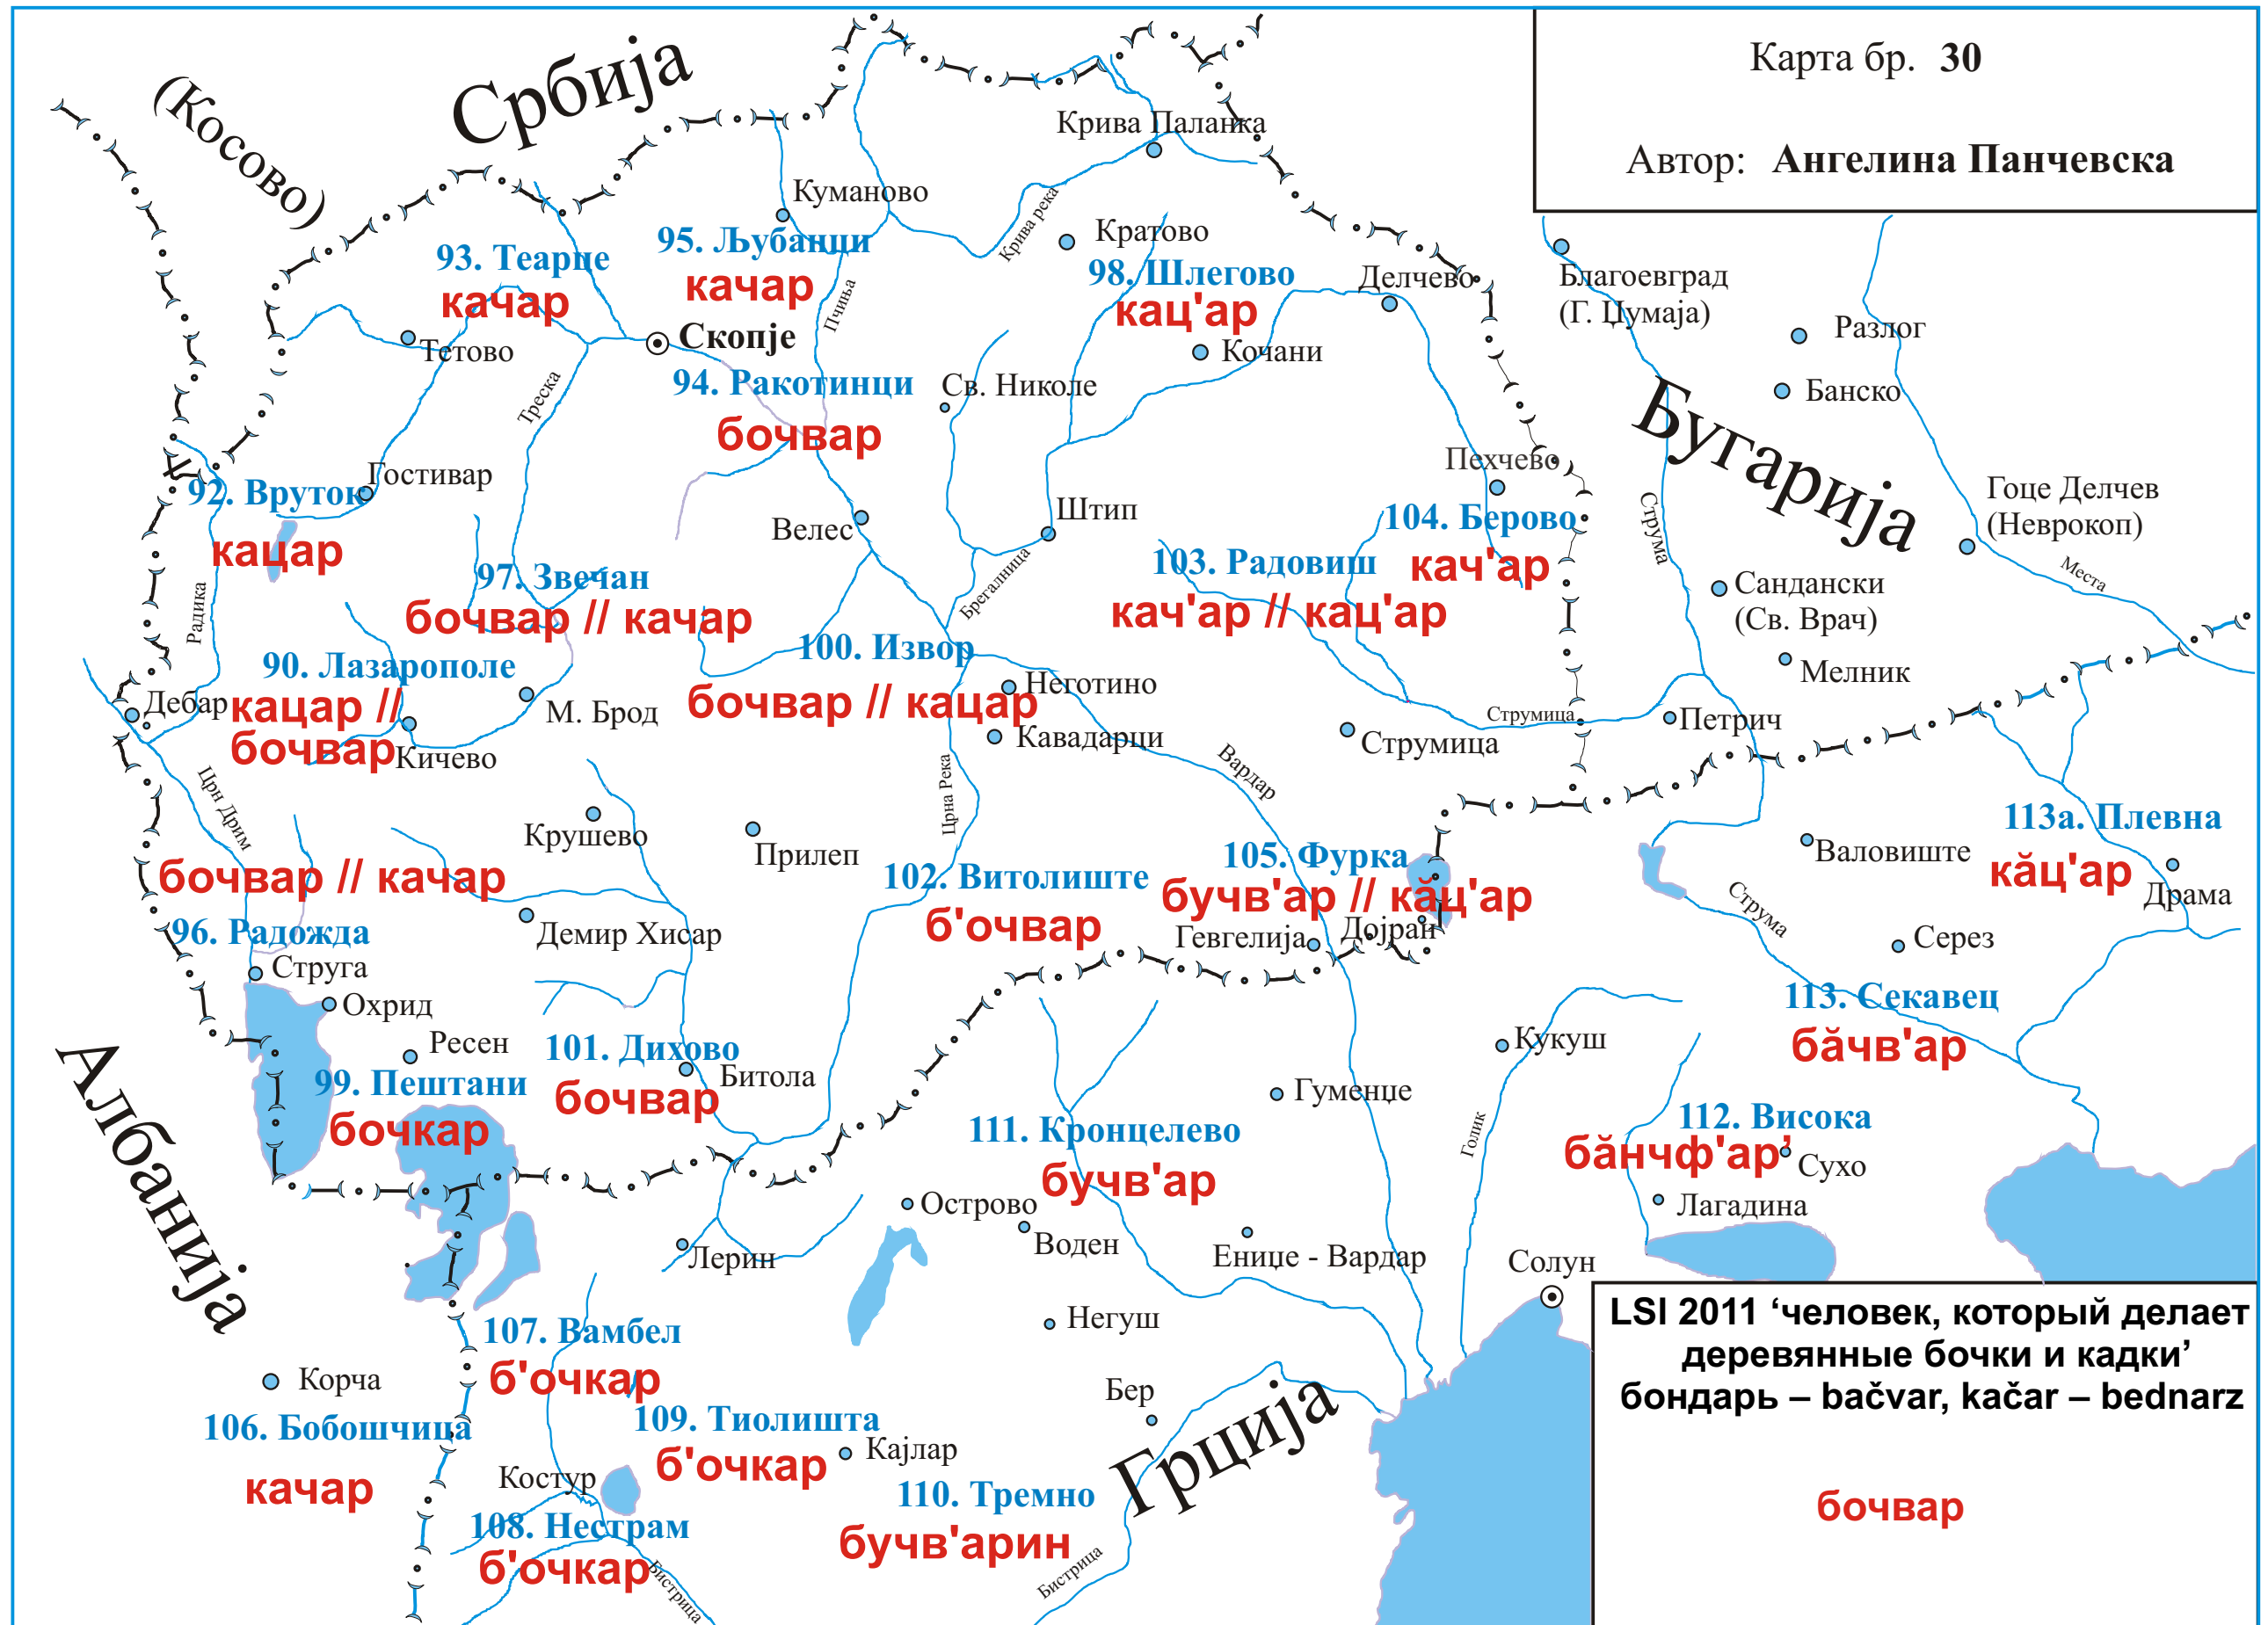 Карта бр. 30
Автор: Ангелина Панчевска
(Косово)
Србија
Крива Паланка
Куманово
Крива река
Кратово
93. Теарце
качар
95. Љубанци
качар
98. Шлегово
кац'ар
Делчево
Благоевград
(Г. Џумаја)
Разлог
Банско
Бугарија
Тетово
Скопје
Пчиња
Кочани
94. Ракотинци
бочвар
Св. Николе
Треска
Пехчево
Гостивар
92. Вруток
кацар
Велес
Штип
104. Берово
кач'ар
Струма
Гоце Делчев
(Неврокоп)
Места
97. Звечан
бочвар // качар
103. Радовиш
кач'ар // кац'ар
Брегалница
Сандански
(Св. Врач)
Мелник
Радика
90. Лазарополе
кацар //
бочвар
100. Извор
бочвар // кацар
Дебар
М. Брод
Кичево
Неготино
Кавадарци
Струмица
Струмица
Петрич
Црн Дрим
Црна Река
Вардар
Крушево
Прилеп
бочвар // качар
96. Радожда
102. Витолиште
б'очвар
105. Фурка
бучв'ар // кӑц'ар
Валовиште
113а. Плевна
кӑц'ар
Драма
Струма
Демир Хисар
Гевгелија
Дојран
Серез
Струга
Охрид
Ресен
99. Пештани
бочкар
101. Дихово
бочвар
Битола
Албанија
Кукуш
113. Секавец
бӑчв'ар
Гуменџе
Голик
111. Кронцелево
бучв'ар
112. Висока
бӑнчф'ар’
Сухо
Лагадина
Острово
Воден
Лерин
Ениџе - Вардар
Солун
Негуш
107. Вамбел
б'очкар
Корча
106. Бобошчица
качар
109. Тиолишта
б'очкар
Бер
Грција
Кајлар
Костур
110. Тремно
бучв'арин
108. Нестрам
б'очкар
Бистрица
Бистрица
LSI 2011 ‘человек, который делает
деревянные бочки и кадки’
бондарь – bačvar, kačar – bednarz
бочвар